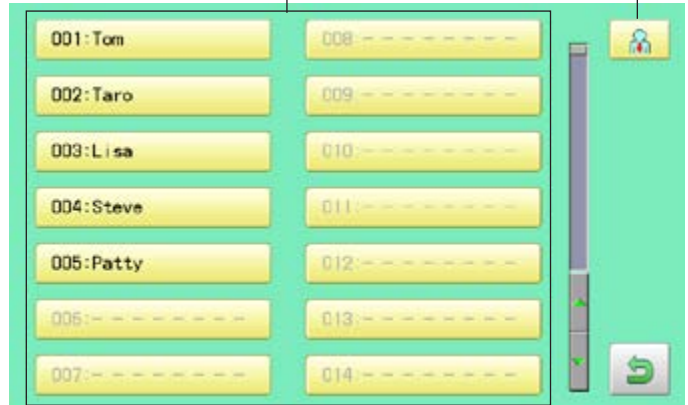 001:Tom
002:Taro
003:Lisa
004:Steve
005:Patty
006:- - - - - - - -
007:- - - - - - - -
008:- - - - - - - -
009:- - - - - - - -
010:- - - - - - - -
011:- - - - - - - -
012:- - - - - - - -
013:- - - - - - - -
014:- - - - - - - -